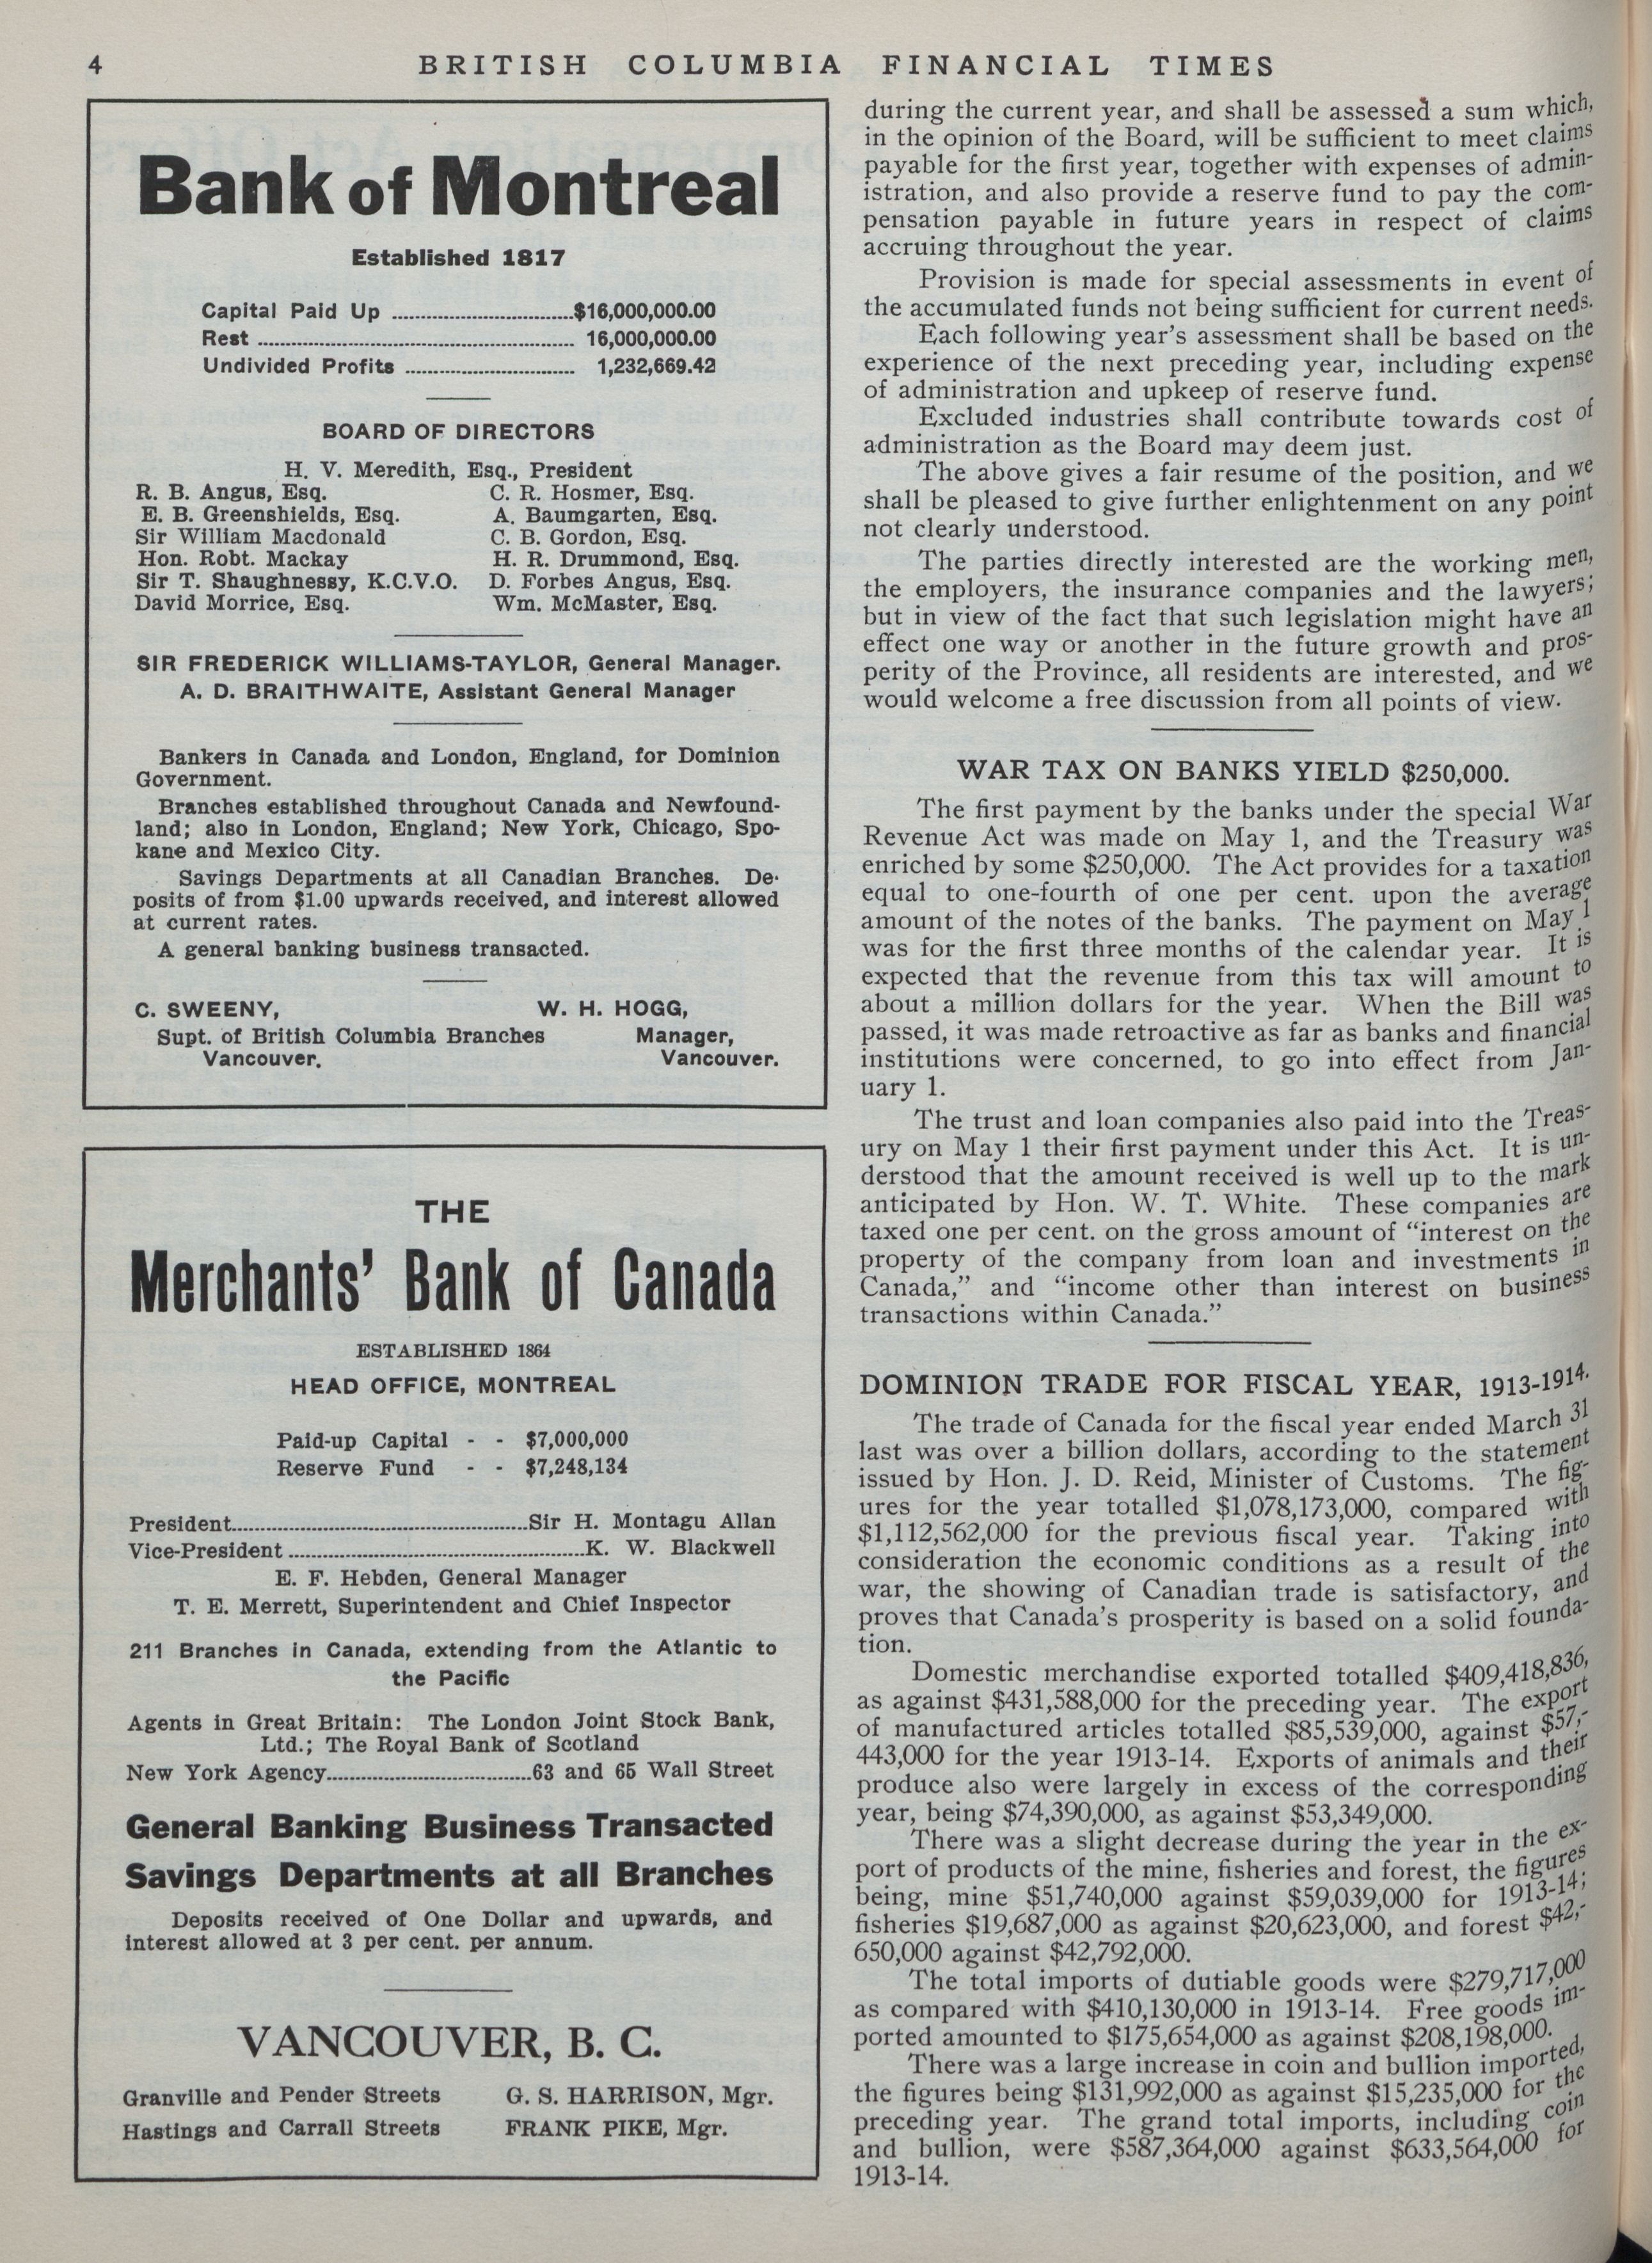 4
BRITISH COLUMBIA FINANCIAL TIMES
Bank of Montreal
Established 1817
Capital Paid Up ................................$16,000,000.00
Rest ........................................................ 16,000,000.00
Undivided Profits .............................. 1,232,669.42
BOARD OF DIRECTORS
H. V. Meredith, Esq., President
R. B. Angus, Esq. C. R. Hosmer, Esq.
E. B. Greenshields, Esq. A. Baumgarten, Esq.
Sir William Macdonald C. B. Gordon, Esq.
Hon. Robt. Mackay H. R. Drummond, Esq.
Sir T. Shaughnessy, K.C.V.O. D. Forbes Angus, Esq.
David Morrice, Esq. Wm. McMaster, Esq.
SIR FREDERICK WILLIAMS-TAYLOR, General Manager.
A. D. BRAITHWAITE, Assistant General Manager
Bankers in Canada and London, England, for Dominion
Government.
Branches established throughout Canada and Newfound-
land; also in London, England; New York, Chicago, Spo-
kane and Mexico City.
Savings Departments at all Canadian Branches. De-
posits of from $1.00 upwards received, and interest allowed
at current rates.
A general banking business transacted.
C. SWEENY, W. H. HOGG,
Supt. of British Columbia Branches Manager,
Vancouver. Vancouver.
THE
Merchants' Bank of Canada
ESTABLISHED 1864
HEAD OFFICE, MONTREAL
Paid-up Capital - - $7,000,000
Reserve Fund - - $7,248,134
President....................................................Sir H. Montagu Allan
Vice-President....................................................K. W. Blackwell
E. F. Hebden, General Manager
T. E. Merrett, Superintendent and Chief Inspector
211 Branches in Canada, extending from the Atlantic to
the Pacific
Agents in Great Britain: The London Joint Stock Bank,
Ltd.; The Royal Bank of Scotland
New York Agency....................................63 and 65 Wall Street
General Banking Business Transacted
Savings Departments at all Branches
Deposits received of One Dollar and upwards, and
interest allowed at 3 per cent. per annum.
VANCOUVER, B. C.
Granville and Pender Streets G. S. HARRISON, Mgr.
Hastings and Carrall Streets FRANK PIKE, Mgr.
during the current year, and shall be assessed a sum which,
in the opinion of the Board, will be sufficient to meet claims
payable for the first year, together with expenses of admin-
istration, and also provide a reserve fund to pay the com-
pensation payable in future years in respect of claims
accruing throughout the year.
Provision is made for special assessments in event of
the accumulated funds not being sufficient for current needs.
Each following year's assessment shall be based on the
experience of the next preceding year, including expense
of administration and upkeep of reserve fund.
Excluded industries shall contribute towards cost of
administration as the Board may deem just.
The above gives a fair resume of the position, and we
shall be pleased to give further enlightenment on any point
not clearly understood.
The parties directly interested are the working men,
the employers, the insurance companies and the lawyers;
but in view of the fact that such legislation might have an
effect one way or another in the future growth and pros-
perity of the Province, all residents are interested, and we
would welcome a free discussion from all points of view.
WAR TAX ON BANKS YIELD $250,000.
The first payment by the banks under the special War
Revenue Act was made on May 1, and the Treasury was
enriched by some $250,000. The Act provides for a taxation
equal to one-fourth of one per cent. upon the average
amount of the notes of the banks. The payment on May 1
was for the first three months of the calendar year. It is
expected that the revenue from this tax will amount to
about a million dollars for the year. When the Bill was
passed, it was made retroactive as far as banks and financial
institutions were concerned, to go into effect from Jan-
uary 1.
The trust and loan companies also paid into the Treas-
ury on May 1 their first payment under this Act. It is un-
derstood that the amount received is well up to the mark
anticipated by Hon. W. T. White. These companies are
taxed one per cent. on the gross amount of "interest on the
property of the company from loan and investments in
Canada," and "income other than interest on business
transactions within Canada."
DOMINION TRADE FOR FISCAL YEAR, 1913-1914.
The trade of Canada for the fiscal year ended March 31
last was over a billion dollars, according to the statement
issued by Hon. J. D. Reid, Minister of Customs. The fig-
ures for the year totalled $1,078,173,000, compared with
$1,112,562,000 for the previous fiscal year. Taking into
consideration the economic conditions as a result of the
war, the showing of Canadian trade is satisfactory, and
proves that Canada's prosperity is based on a solid founda-
tion.
Domestic merchandise exported totalled $409,418,836,
as against $431,588,000 for the preceding year. The export
of manufactured articles totalled $85,539,000, against $57,-
443,000 for the year 1913-14. Exports of animals and their
produce also were largely in excess of the corresponding
year, being $74,390,000, as against $53,349,000.
There was a slight decrease during the year in the ex-
port of products of the mine, fisheries and forest, the figures
being, mine $51,740,000 against $59,039,000 for 1913-14;
fisheries $19,687,000 as against $20,623,000, and forest $42,-
650,000 against $42,792,000.
The total imports of dutiable goods were $279,717,000
as compared with $410,130,000 in 1913-14. Free goods im-
ported amounted to $175,654,000 as against $208,198,000.
There was a large increase in coin and bullion imported,
the figures being $131,992,000 as against $15,235,000 for the
preceding year. The grand total imports, including coin
and bullion, were $587,364,000 against $633,564,000 for
1913-14.